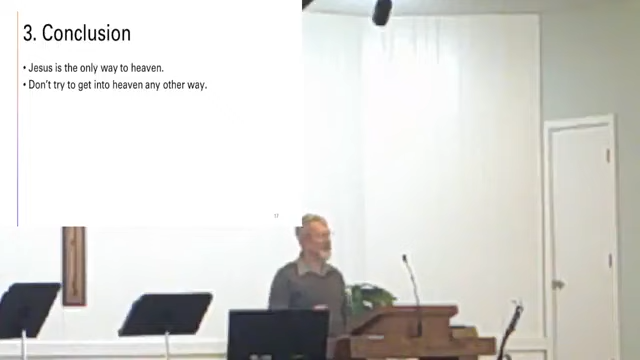 3. Conclusion
• Jesus is the only way to heaven.
• Don't try to get into heaven any other way.
17